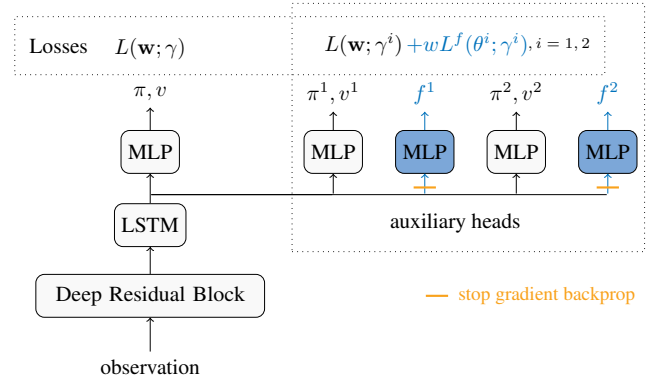 Losses L(w; γ) L(w; γ^i) +wL^f(θ^i; γ^i), i = 1, 2
π, v π^1, v^1 f^1 π^2, v^2 f^2
MLP MLP MLP MLP MLP
LSTM auxiliary heads
Deep Residual Block stop gradient backprop
observation